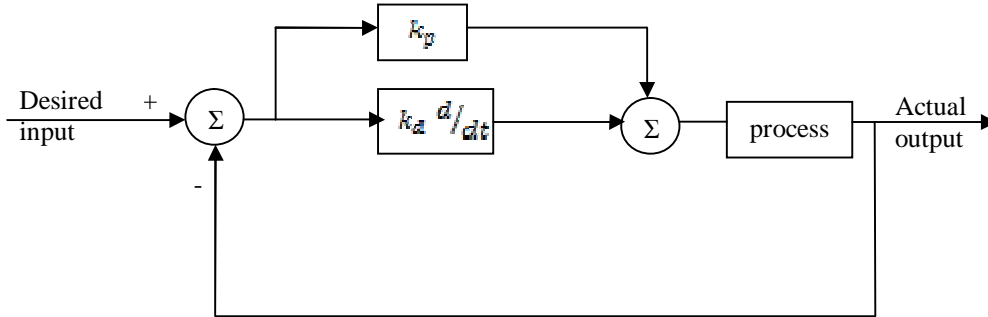 k_p
Desired
input
+
Σ
k_d d/dt
Σ
process
Actual
output
-